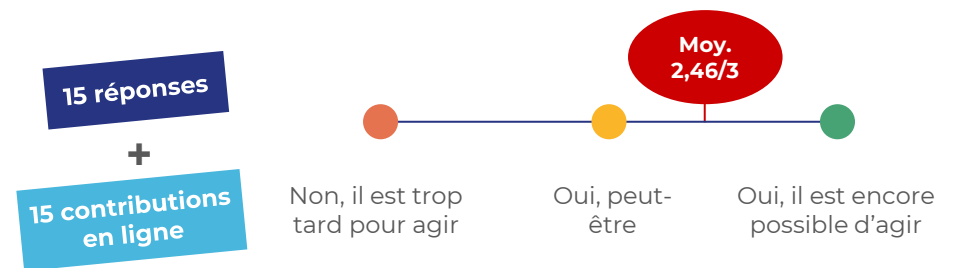 15 réponses
+
15 contributions
en ligne
Moy.
2,46/3
Non, il est trop
tard pour agir
Oui, peut-
être
Oui, il est encore
possible d’agir